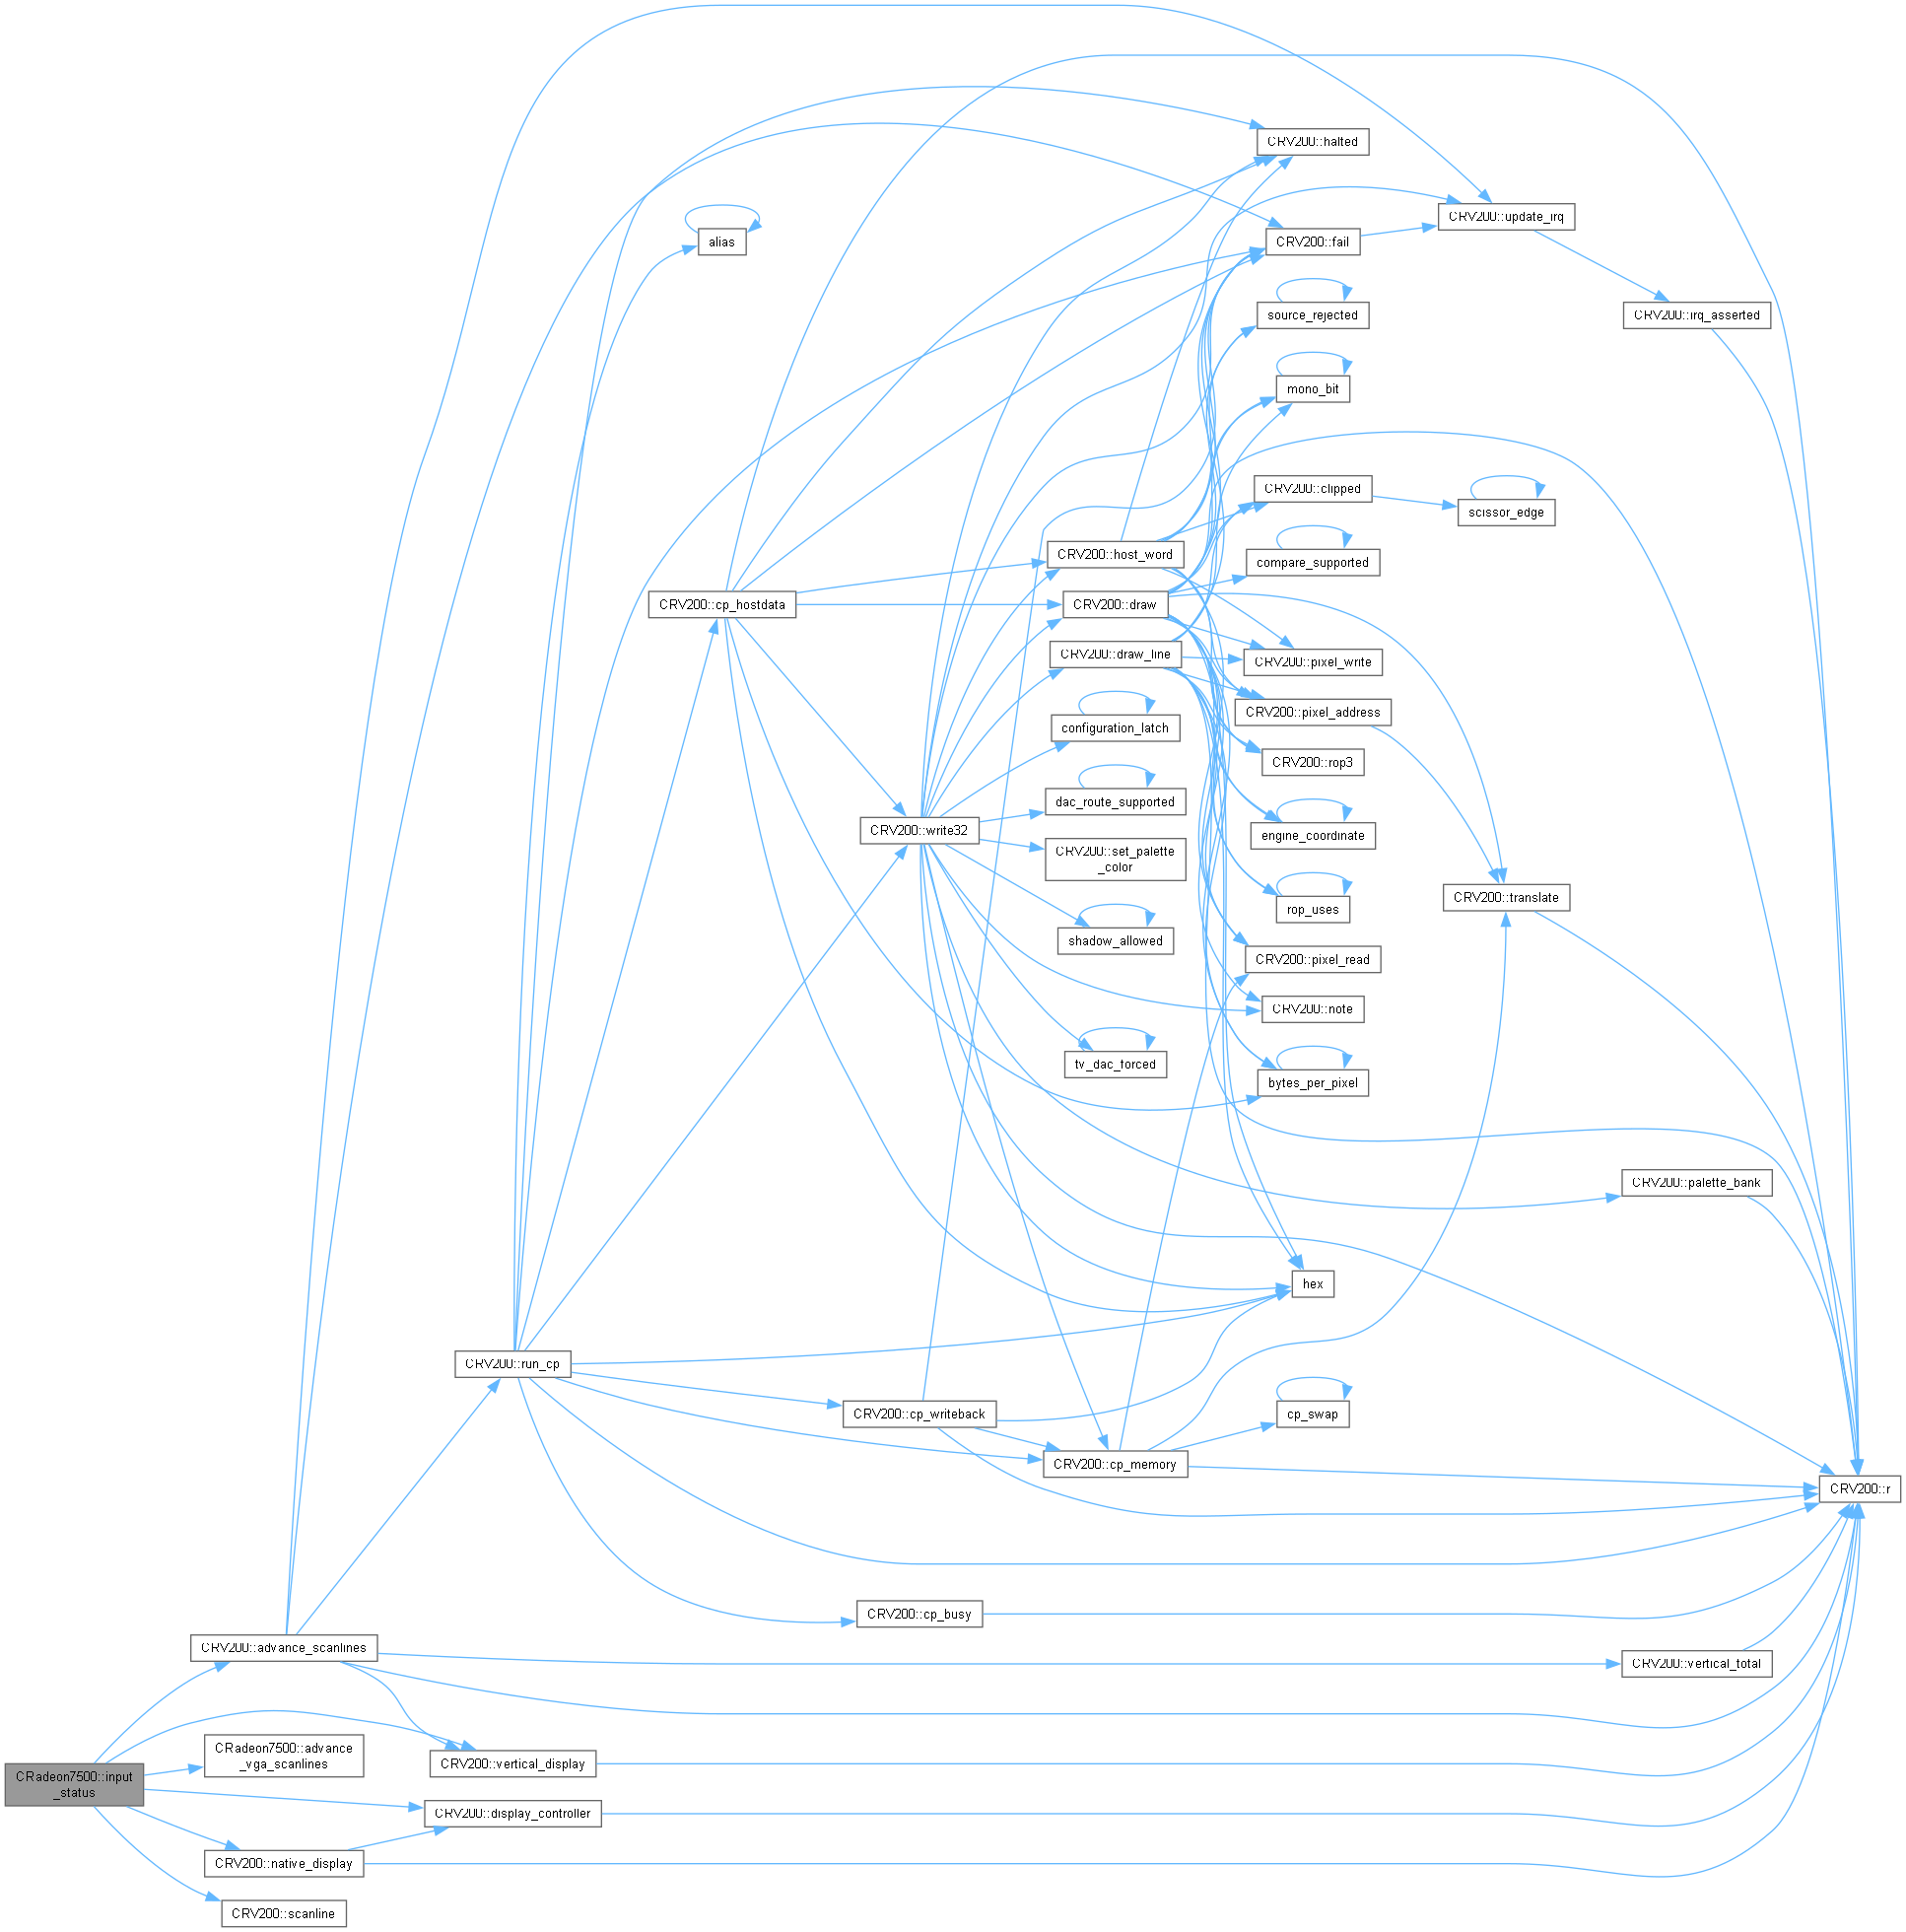 CRV200::halted
CRV200::update_irq
alias
CRV200::fail
source_rejected
CRV200::irq_asserted
mono_bit
CRV200::clipped
scissor_edge
CRV200::host_word
compare_supported
CRV200::cp_hostdata
CRV200::draw
CRV200::draw_line
CRV200::pixel_write
CRV200::pixel_address
configuration_latch
CRV200::rop3
dac_route_supported
CRV200::write32
engine_coordinate
CRV200::set_palette
_color
CRV200::translate
rop_uses
shadow_allowed
CRV200::pixel_read
CRV200::note
tv_dac_forced
bytes_per_pixel
CRV200::palette_bank
hex
CRV200::run_cp
CRV200::cp_writeback
cp_swap
CRV200::cp_memory
CRV200::r
CRV200::cp_busy
CRV200::advance_scanlines
CRV200::vertical_total
CRadeon7500::advance
_vga_scanlines
CRV200::vertical_display
CRadeon7500::input
_status
CRV200::display_controller
CRV200::native_display
CRV200::scanline